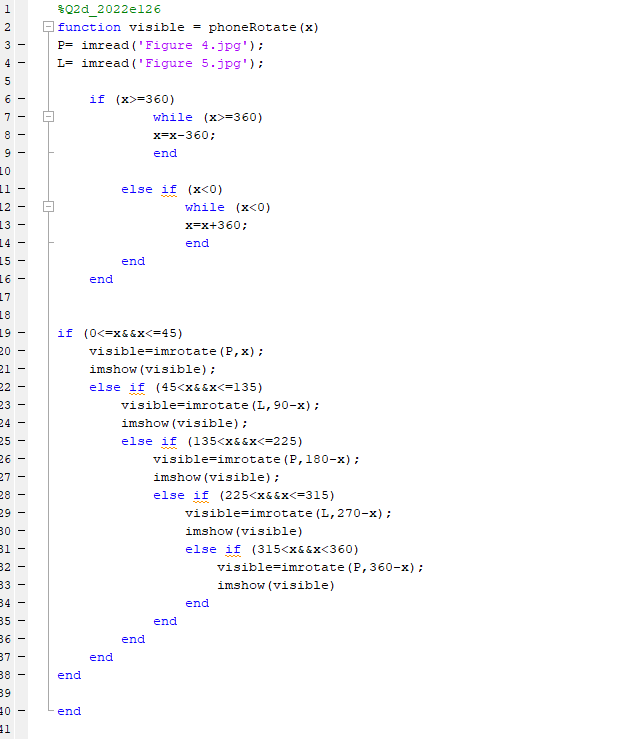 1 %Q2d_2022e126
2 function visible = phoneRotate(x)
3 P= imread('Figure 4.jpg');
4 L= imread('Figure 5.jpg');
5
6 if (x>=360)
7 while (x>=360)
8 x=x-360;
9 end
10
11 else if (x<0)
12 while (x<0)
13 x=x+360;
14 end
15 end
16 end
17
18
19 if (0<=x&&x<=45)
20 visible=imrotate(P,x);
21 imshow(visible);
22 else if (45<x&&x<=135)
23 visible=imrotate(L,90-x);
24 imshow(visible);
25 else if (135<x&&x<=225)
26 visible=imrotate(P,180-x);
27 imshow(visible);
28 else if (225<x&&x<=315)
29 visible=imrotate(L,270-x);
30 imshow(visible)
31 else if (315<x&&x<360)
32 visible=imrotate(P,360-x);
33 imshow(visible)
34 end
35 end
36 end
37 end
38 end
39
40 end
41